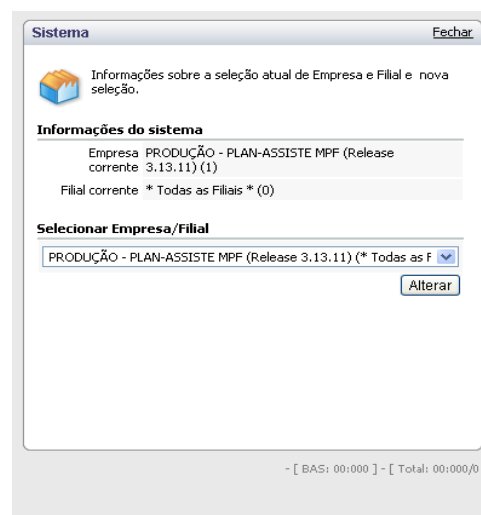 Sistema Fechar
Informações sobre a seleção atual de Empresa e Filial e nova
seleção.
Informações do sistema
Empresa corrente PRODUÇÃO - PLAN-ASSISTE MPF (Release
3.13.11) (1)
Filial corrente * Todas as Filiais * (0)
Selecionar Empresa/Filial
PRODUÇÃO - PLAN-ASSISTE MPF (Release 3.13.11) (* Todas as F
Alterar
- [ BAS: 00:000 ] - [ Total: 00:000/0